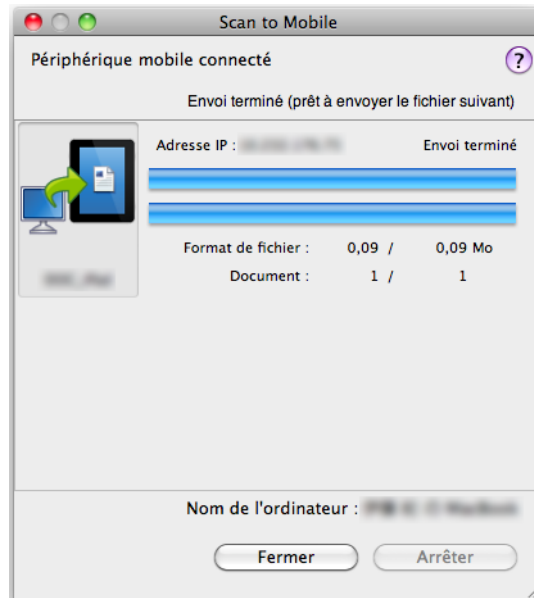 Scan to Mobile
Périphérique mobile connecté ?
Envoi terminé (prêt à envoyer le fichier suivant)
Adresse IP : Envoi terminé
Format de fichier : 0,09 / 0,09 Mo
Document : 1 / 1
Nom de l'ordinateur :
Fermer Arrêter